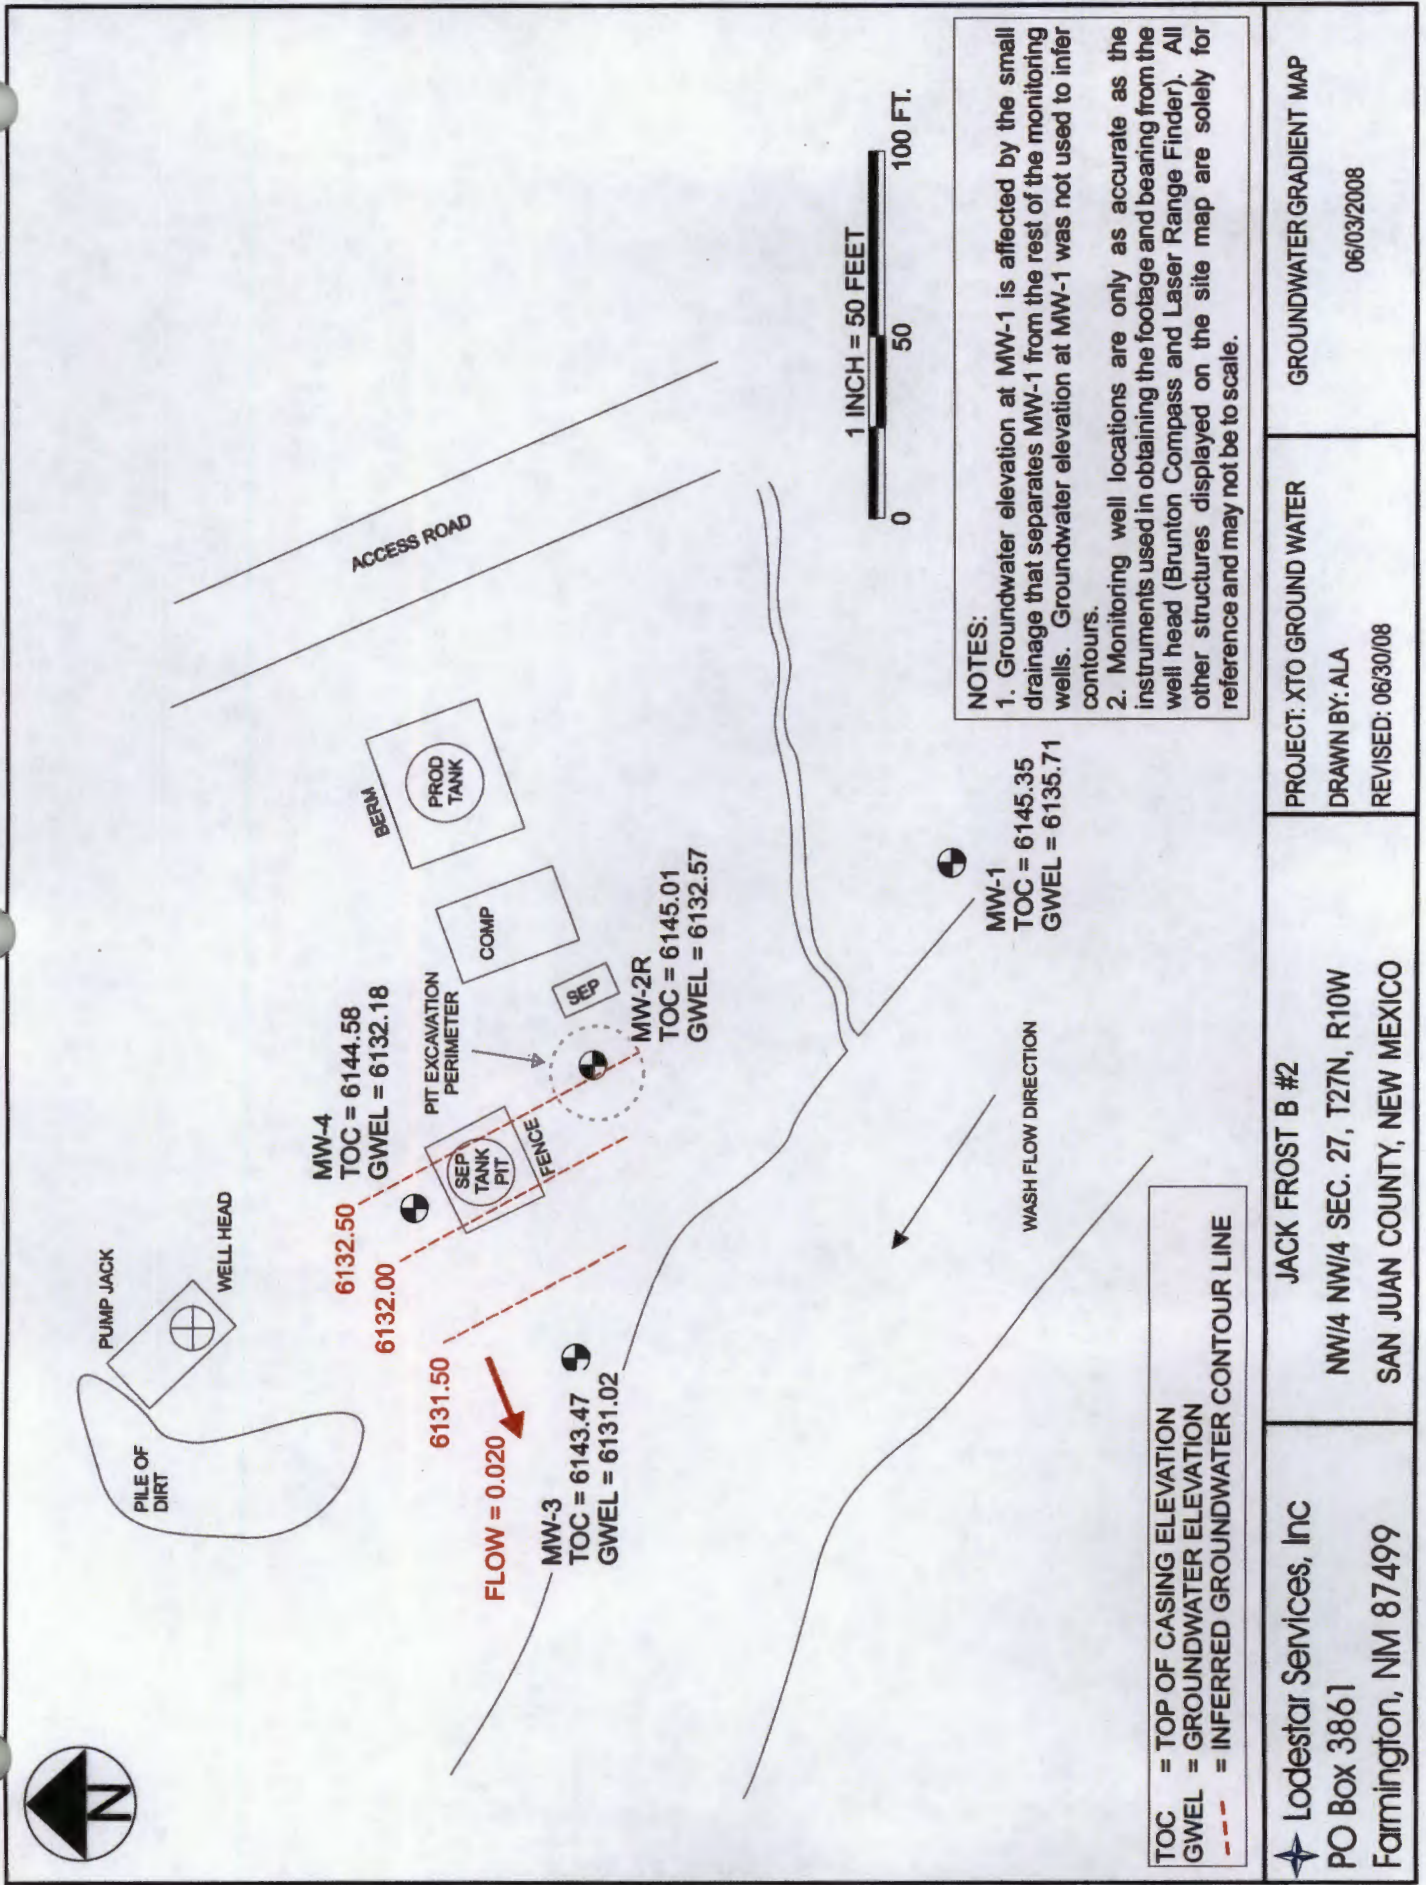 N
PILE OF
DIRT
PUMP JACK
WELL HEAD
6132.50
6132.00
6131.50
FLOW = 0.020
MW-4
TOC = 6144.58
GWEL = 6132.18
MW-3
TOC = 6143.47
GWEL = 6131.02
PIT EXCAVATION
PERIMETER
SEP
TANK
PIT
FENCE
SEP
COMP
BERM
PROD
TANK
ACCESS ROAD
MW-2R
TOC = 6145.01
GWEL = 6132.57
MW-1
TOC = 6145.35
GWEL = 6135.71
WASH FLOW DIRECTION
1 INCH = 50 FEET
0 50 100 FT.
NOTES:
1. Groundwater elevation at MW-1 is affected by the small
drainage that separates MW-1 from the rest of the monitoring
wells. Groundwater elevation at MW-1 was not used to infer
contours.
2. Monitoring well locations are only as accurate as the
instruments used in obtaining the footage and bearing from the
well head (Brunton Compass and Laser Range Finder). All
other structures displayed on the site map are solely for
reference and may not be to scale.
TOC = TOP OF CASING ELEVATION
GWEL = GROUNDWATER ELEVATION
--- = INFERRED GROUNDWATER CONTOUR LINE
Lodestar Services, Inc
PO Box 3861
Farmington, NM 87499
JACK FROST B #2
NW/4 NW/4 SEC. 27, T27N, R10W
SAN JUAN COUNTY, NEW MEXICO
PROJECT: XTO GROUND WATER
DRAWN BY: ALA
REVISED: 06/30/08
GROUNDWATER GRADIENT MAP
06/03/2008